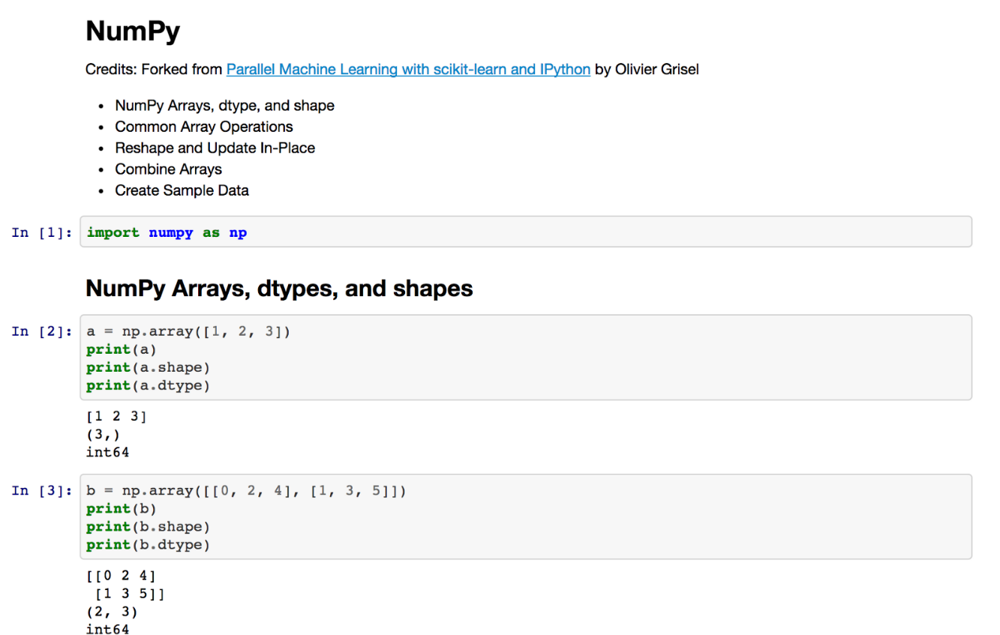 NumPy
Credits: Forked from Parallel Machine Learning with scikit-learn and IPython by Olivier Grisel
• NumPy Arrays, dtype, and shape
• Common Array Operations
• Reshape and Update In-Place
• Combine Arrays
• Create Sample Data
In [1]: import numpy as np
NumPy Arrays, dtypes, and shapes
In [2]: a = np.array([1, 2, 3])
print(a)
print(a.shape)
print(a.dtype)
[1 2 3]
(3,)
int64
In [3]: b = np.array([[0, 2, 4], [1, 3, 5]])
print(b)
print(b.shape)
print(b.dtype)
[[0 2 4]
 [1 3 5]]
(2, 3)
int64